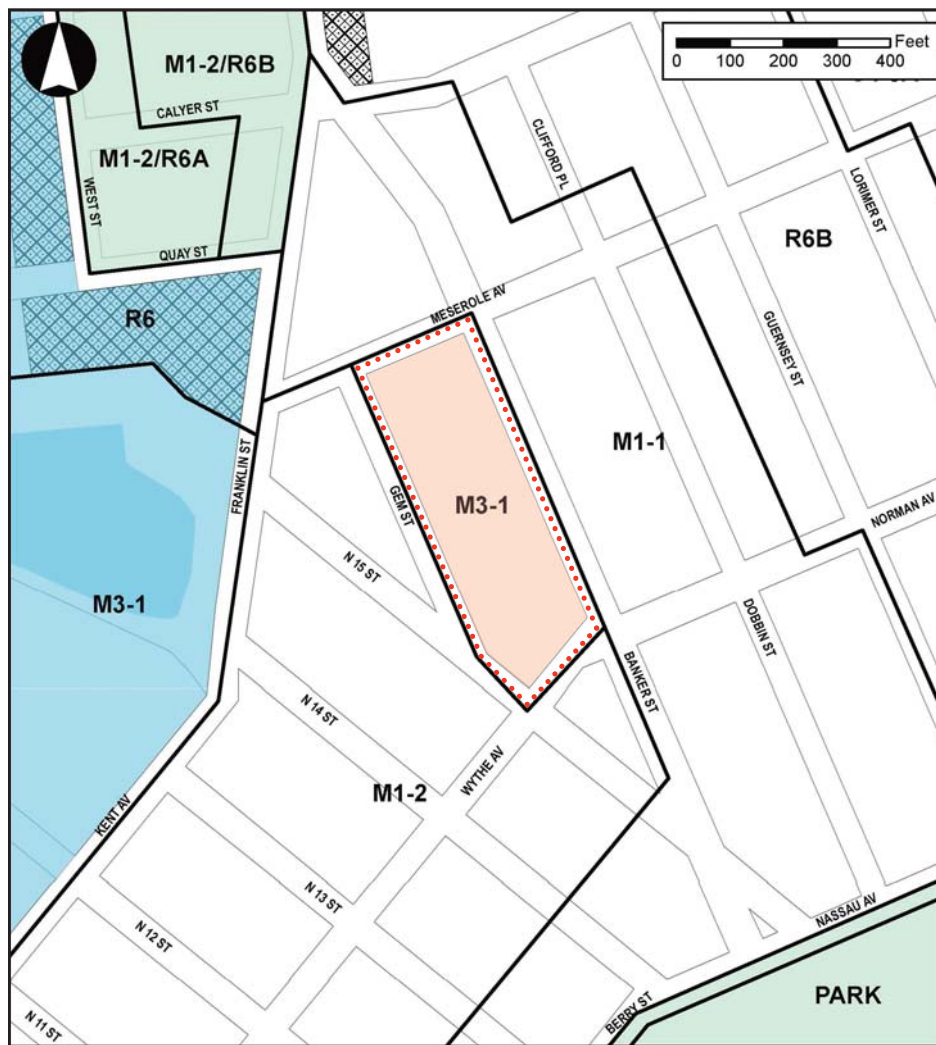 Feet
0 100 200 300 400
M1-2/R6B
CALYER ST
M1-2/R6A
WEST ST
QUAY ST
CLIFFORD PL
LORIMER ST
R6B
R6
MESEROLE AV
GUERNSEY ST
M1-1
FRANKLIN ST
GEM ST
M3-1
NORMAN AV
N 15 ST
M3-1
DOBBIN ST
BANKER ST
N 14 ST
WYTHE AV
M1-2
KENT AV
N 13 ST
NASSAU AV
N 12 ST
PARK
BERRY ST
N 11 ST